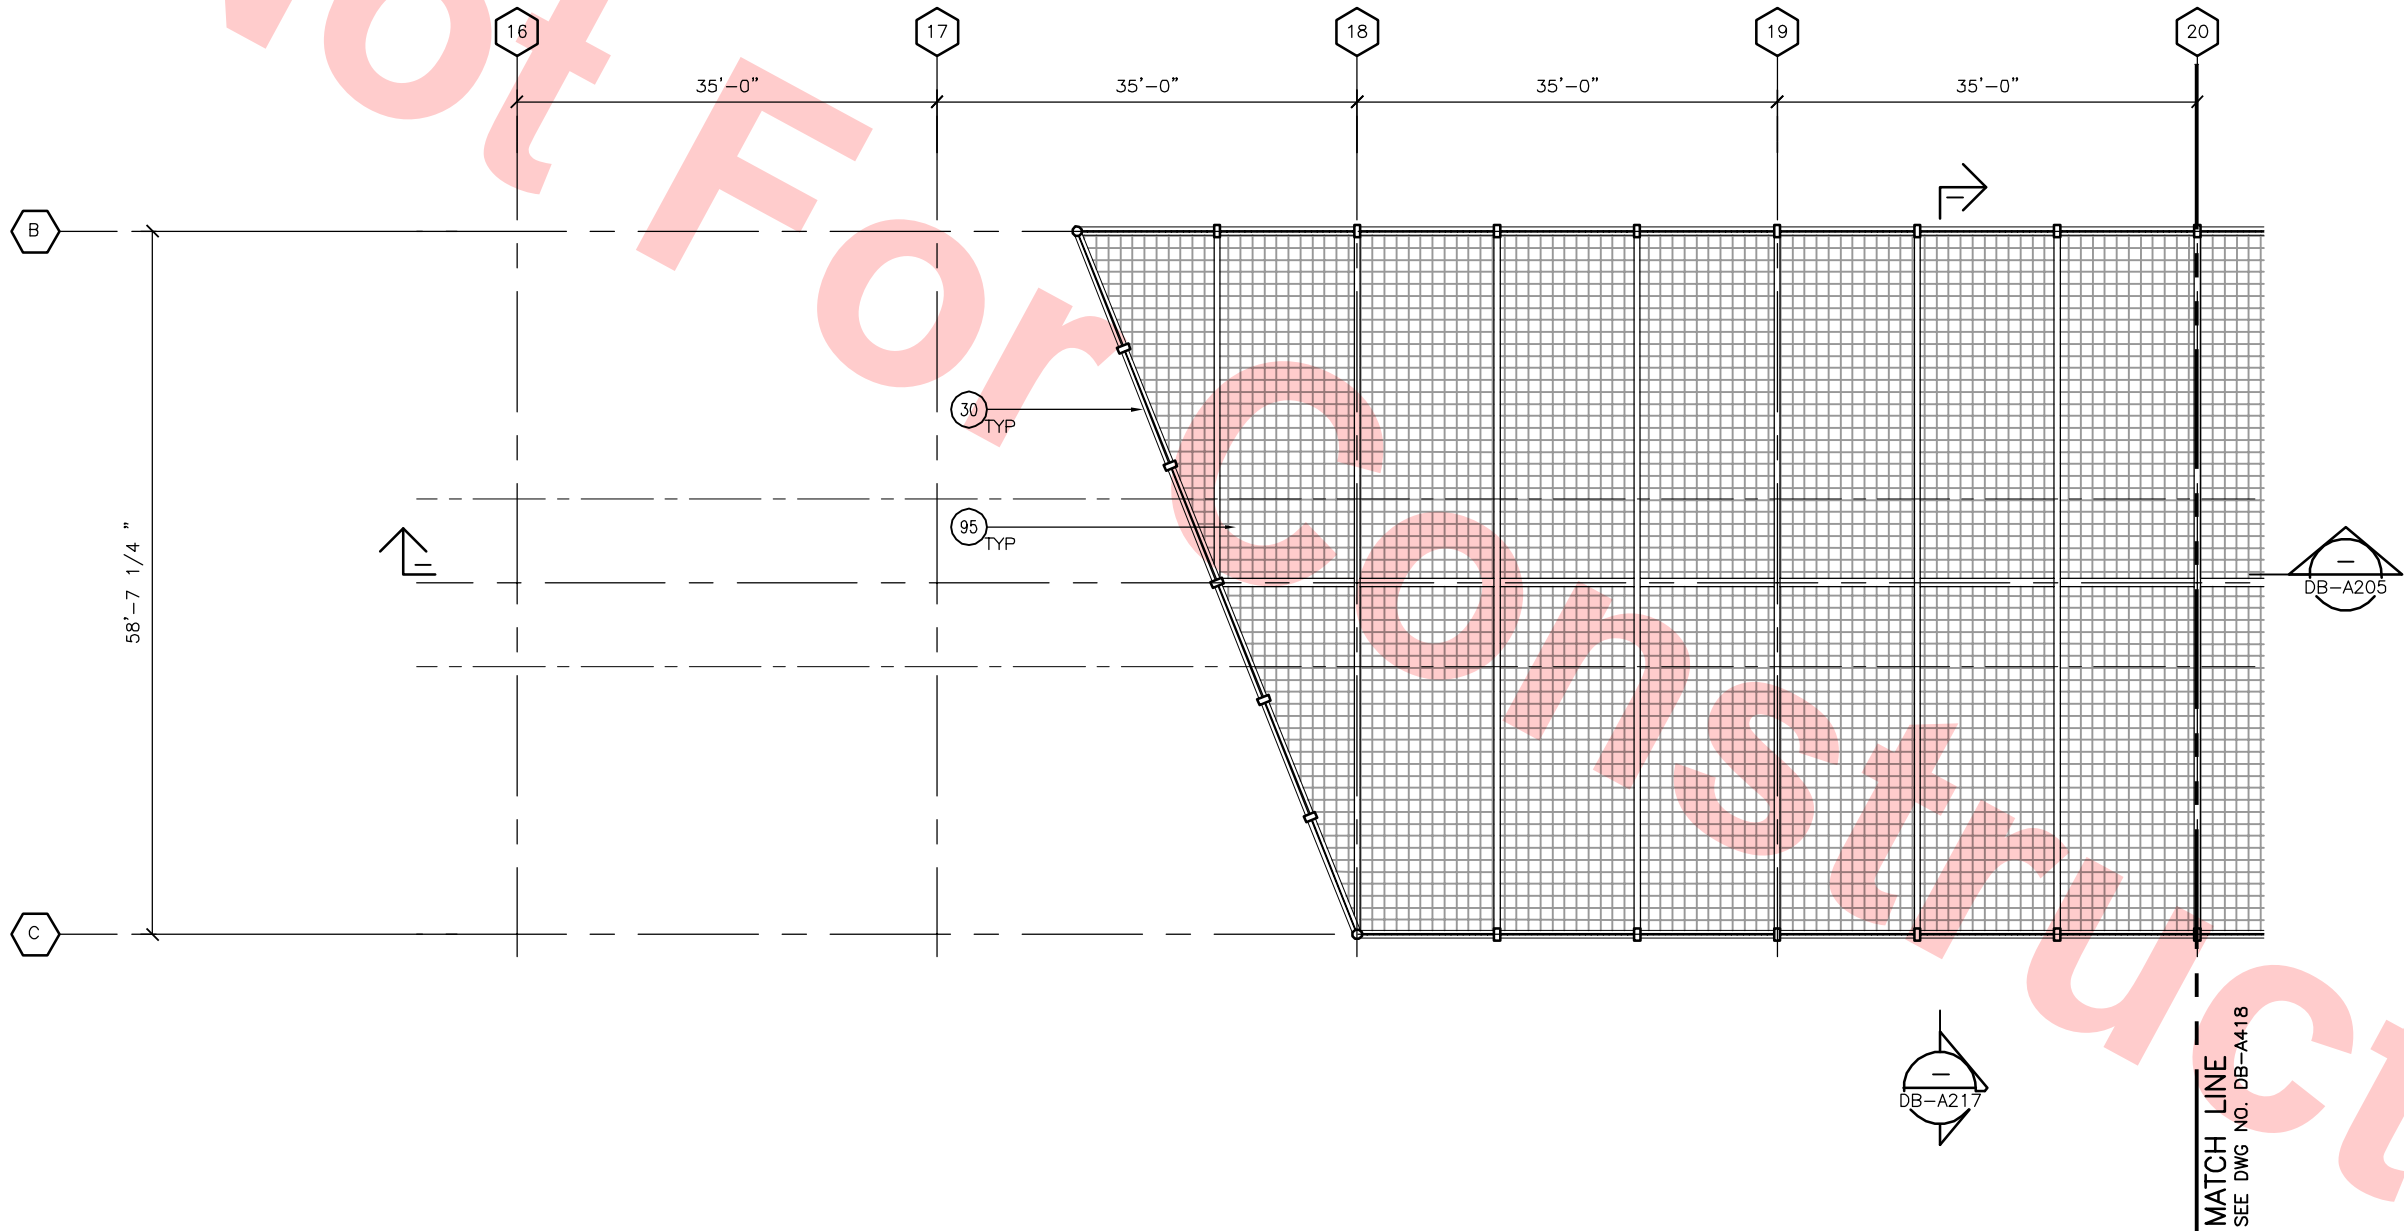 16
17
18
19
20
35'-0"
35'-0"
35'-0"
35'-0"
B
30
TYP
95
TYP
58'-7 1/4 "
DB-A205
C
DB-A217
MATCH LINE
SEE DWG NO. DB-A418
Not For Construct